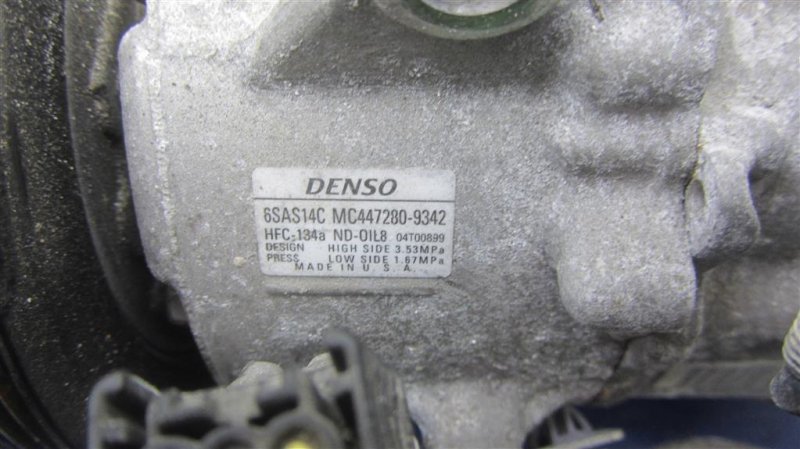 DENSO
6SAS14C MC447280-9342
HFC-134a ND-OIL8 04T00899
DESIGN HIGH SIDE 3.53MPa
PRESS LOW SIDE 1.67MPa
MADE IN U.S.A.